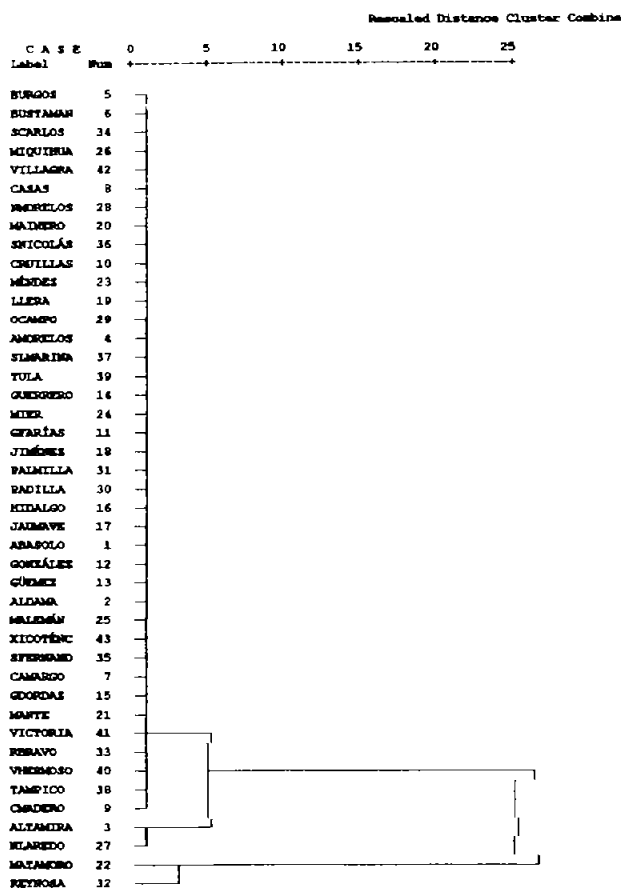 Rescaled Distance Cluster Combine
C A S E 0 5 10 15 20 25
Label Num
BURGOS 5
BUSTAMAN 6
SCARLOS 34
MIQUIHUA 26
VILLAGRA 42
CASAS 8
NMORELOS 28
MAINERO 20
SNICOLÁS 36
CRUILLAS 10
MÉNDES 23
LLERA 19
OCAMPO 29
AMORELOS 4
SLMARINA 37
TULA 39
GUERRERO 14
MIER 24
GFARÍAS 11
JIMÉNEZ 18
PALMILLA 31
PADILLA 30
HIDALGO 16
JAUMAVE 17
ABASOLO 1
GONZÁLEZ 12
GÜEMEZ 13
ALDAMA 2
MALEMÁN 25
XICOTÉNC 43
SFERNAND 35
CAMARGO 7
GDORDAZ 15
MANTE 21
VICTORIA 41
RBRAVO 33
VHERMOSO 40
TAMPICO 38
CMADERO 9
ALTAMIRA 3
NLAREDO 27
MATAMORO 22
REYNOSA 32